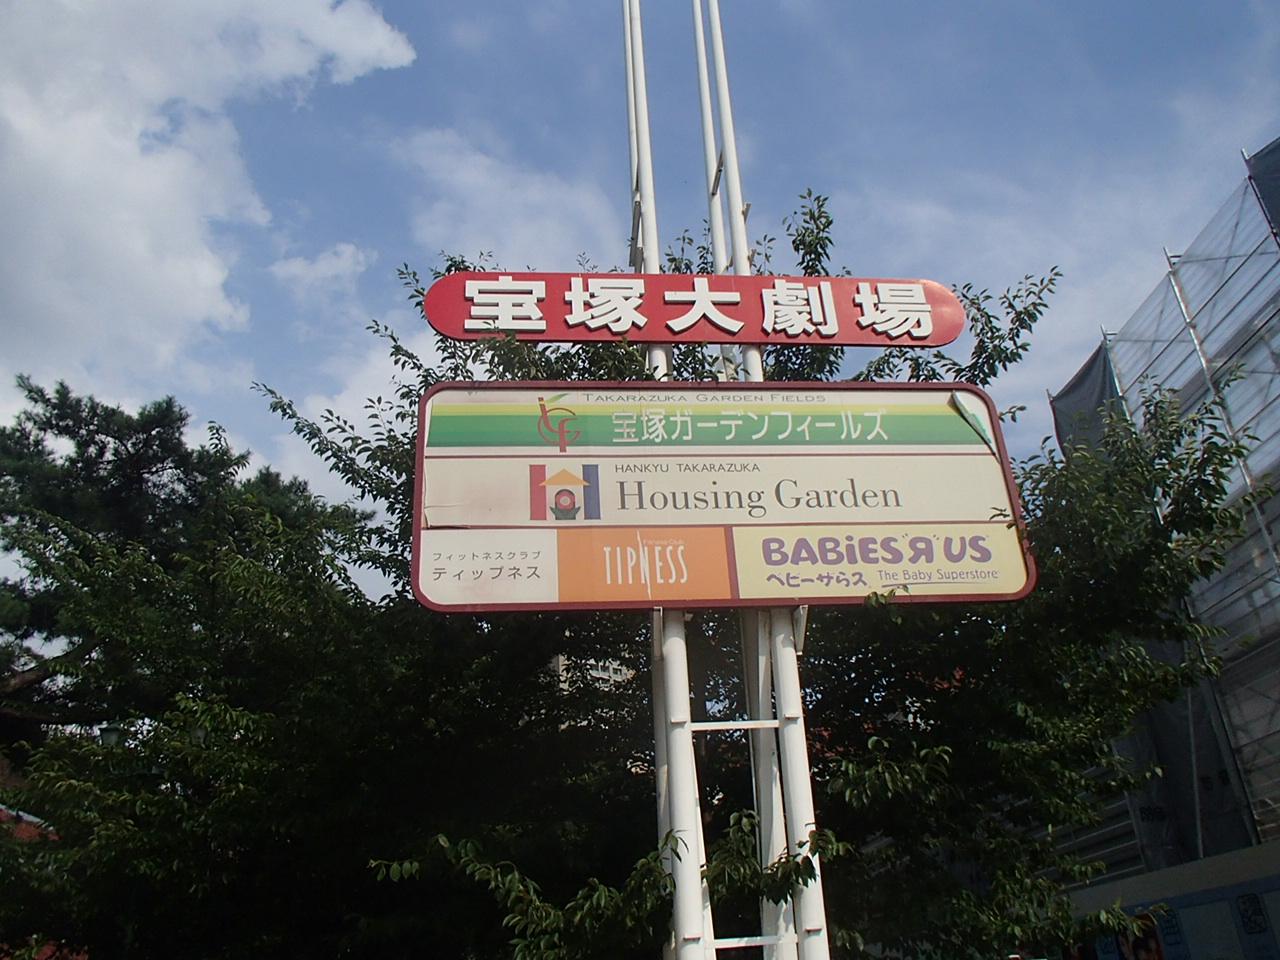 宝塚大劇場
TAKARAZUKA GARDEN FIELDS
宝塚ガーデンフィールズ
HANKYU TAKARAZUKA
Housing Garden
フィットネスクラブ
ティップネス
Fitness Club
TIPNESS
BABiES"R"US
ベビーザらス The Baby Superstore